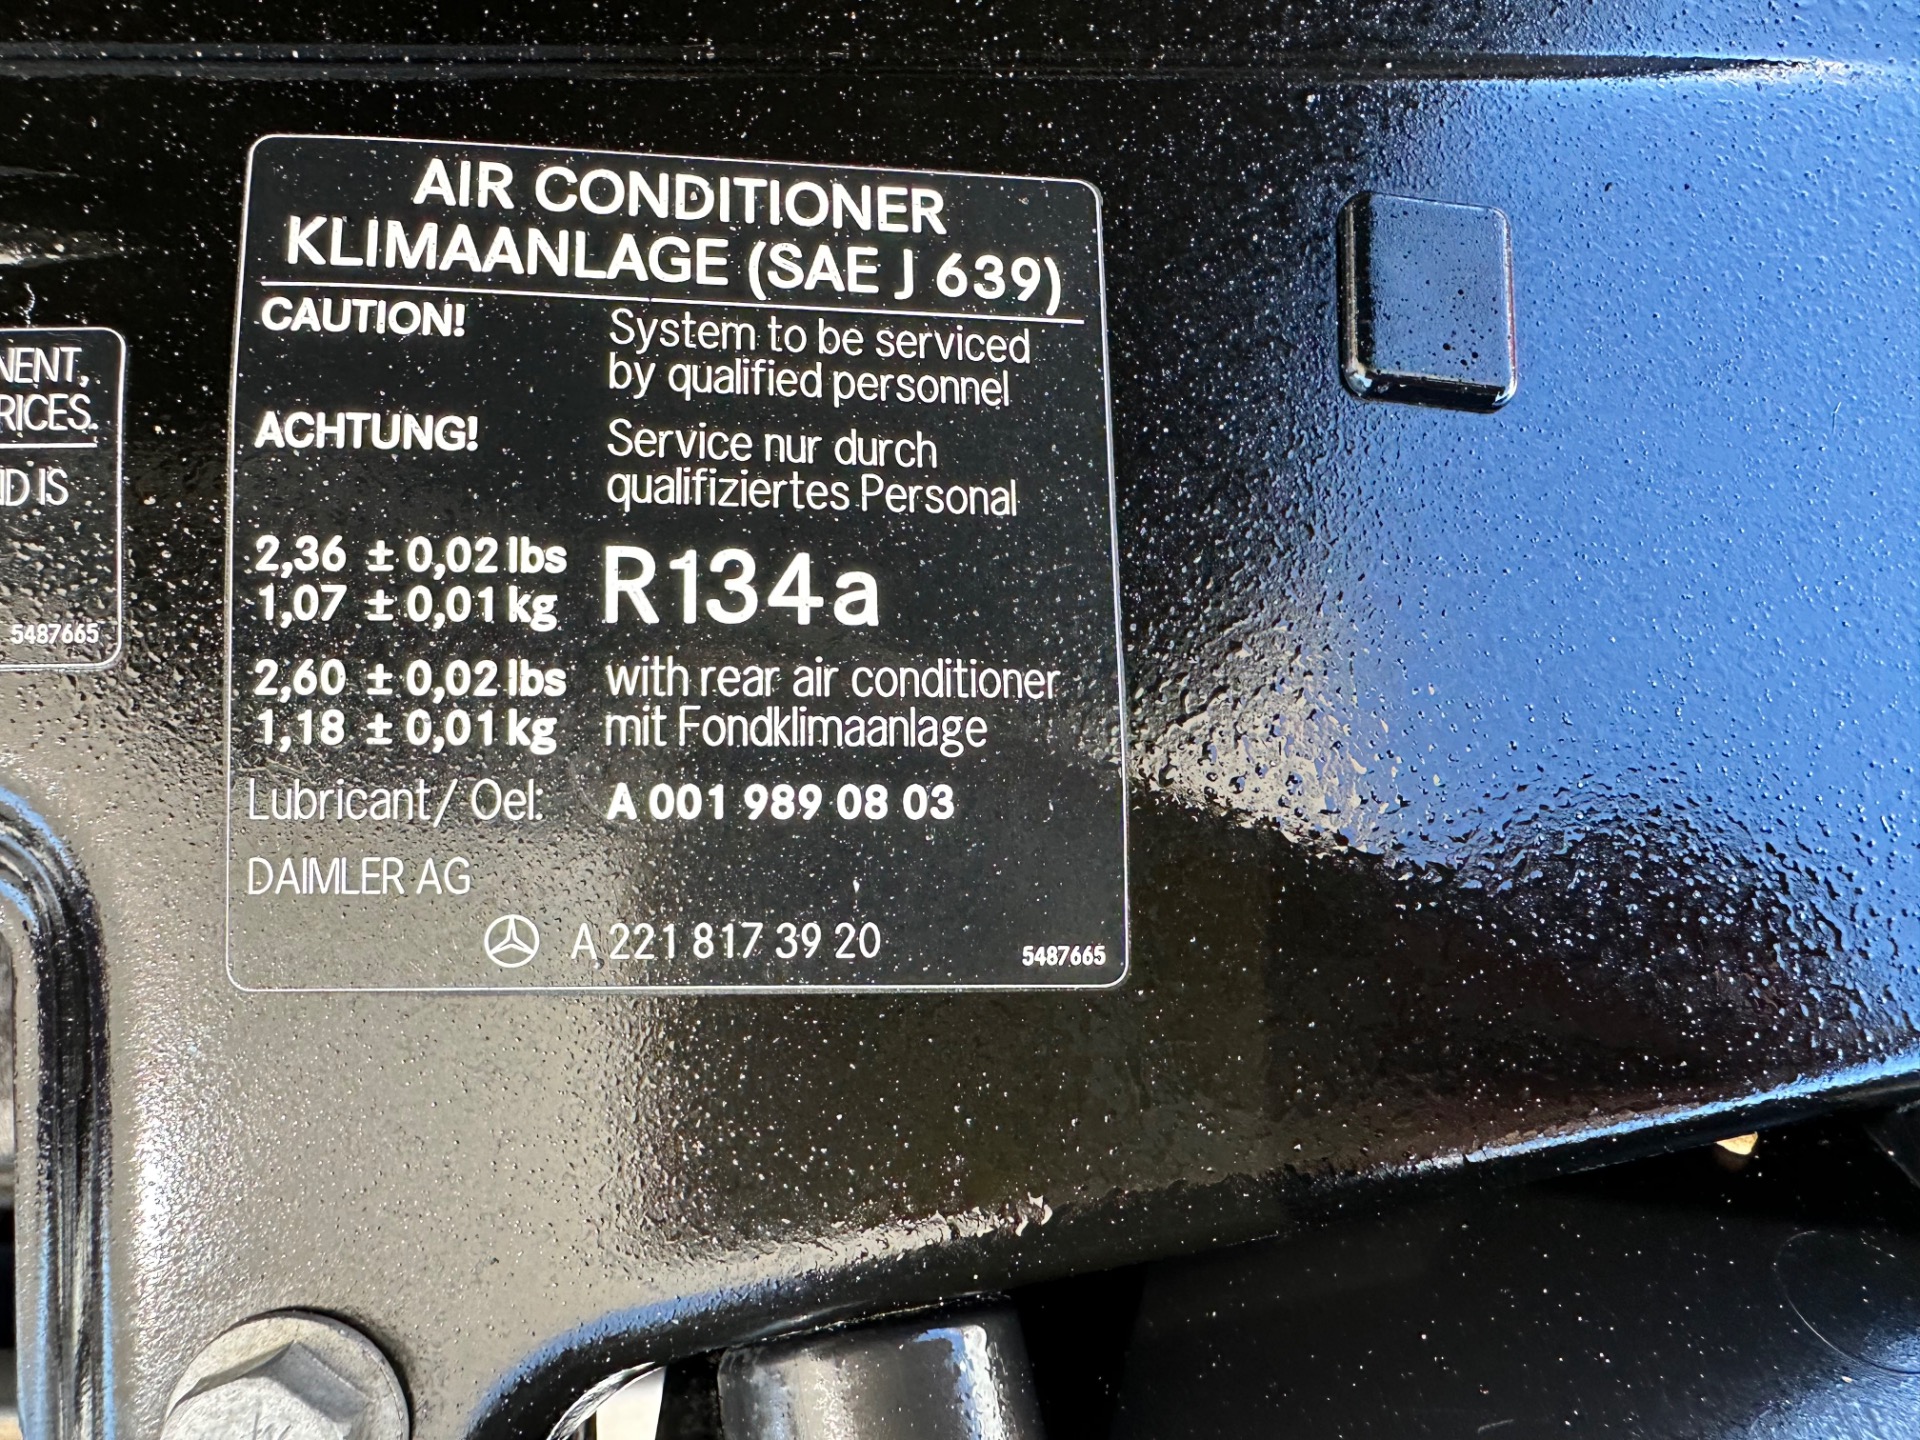 AIR CONDITIONER
KLIMAANLAGE (SAE J 639)
CAUTION! System to be serviced
by qualified personnel
ACHTUNG! Service nur durch
qualifiziertes Personal
2,36 ± 0,02 lbs R134a
1,07 ± 0,01 kg
2,60 ± 0,02 lbs with rear air conditioner
1,18 ± 0,01 kg mit Fondklimaanlage
Lubricant / Oel: A 001 989 08 03
DAIMLER AG
A 221 817 39 20 5487665
NENT,
RICES.
ID IS
5487665